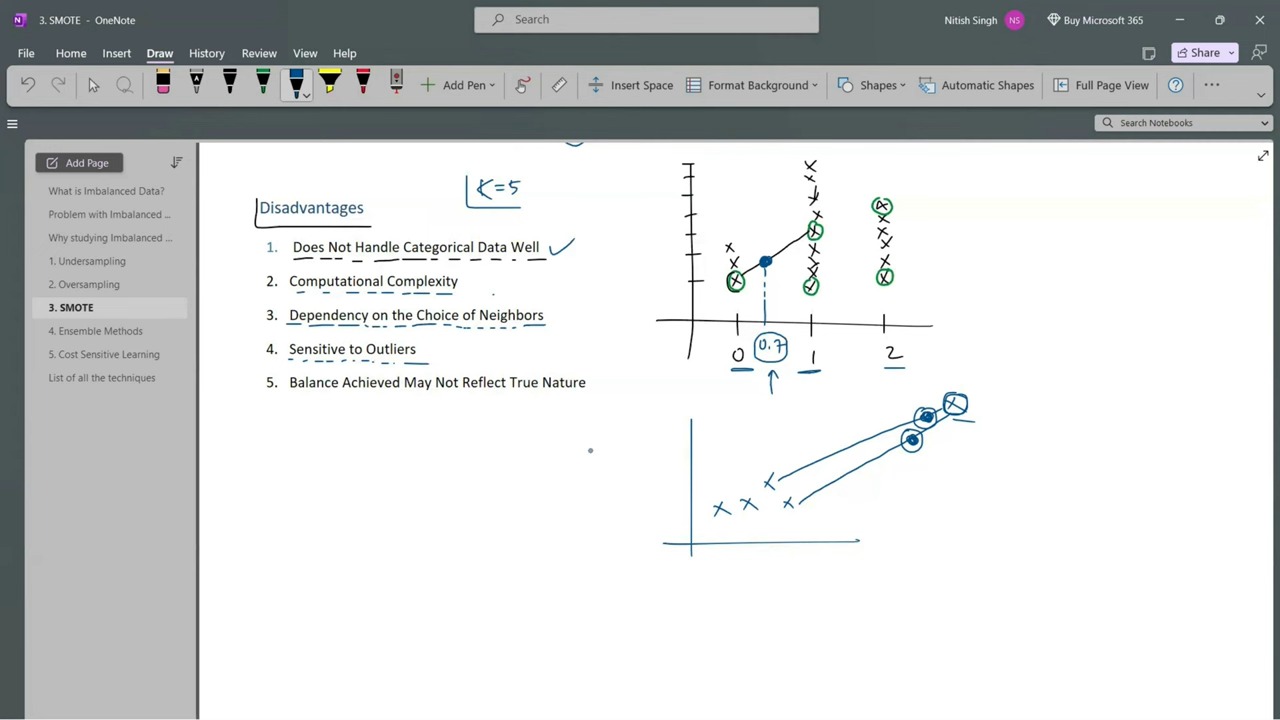 3. SMOTE - OneNote
Search
Nitish Singh NS
Buy Microsoft 365
File Home Insert Draw History Review View Help
Share
Add Pen
Insert Space
Format Background
Shapes
Automatic Shapes
Full Page View
Search Notebooks
Add Page
What is Imbalanced Data?
Problem with Imbalanced ...
Why studying Imbalanced ...
1. Undersampling
2. Oversampling
3. SMOTE
4. Ensemble Methods
5. Cost Sensitive Learning
List of all the techniques
K=5
Disadvantages
1. Does Not Handle Categorical Data Well
2. Computational Complexity
3. Dependency on the Choice of Neighbors
4. Sensitive to Outliers
5. Balance Achieved May Not Reflect True Nature
0 0.7 1 2